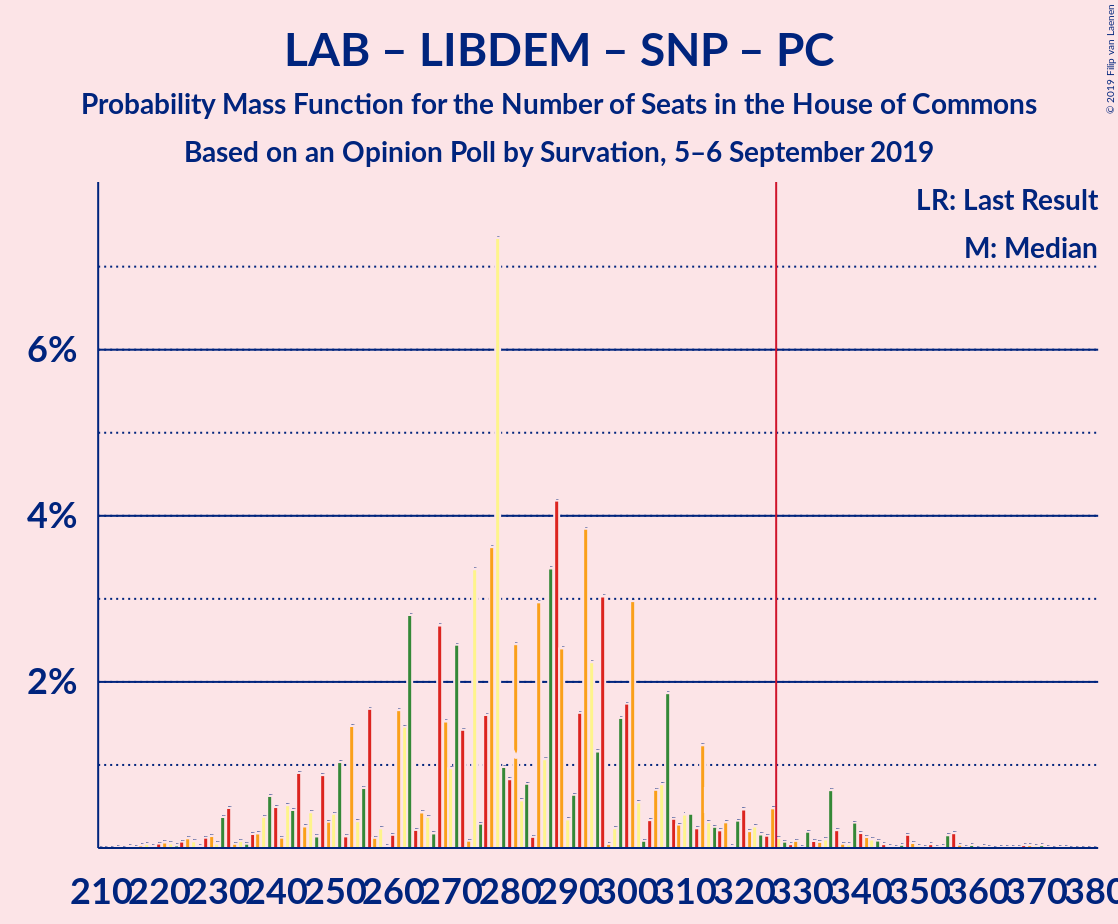 LAB – LIBDEM – SNP – PC
Probability Mass Function for the Number of Seats in the House of Commons
Based on an Opinion Poll by Survation, 5–6 September 2019
© 2019 Filip van Laenen
LR: Last Result
M: Median
6%
4%
2%
210 220 230 240 250 260 270 280 290 300 310 320 330 340 350 360 370 380